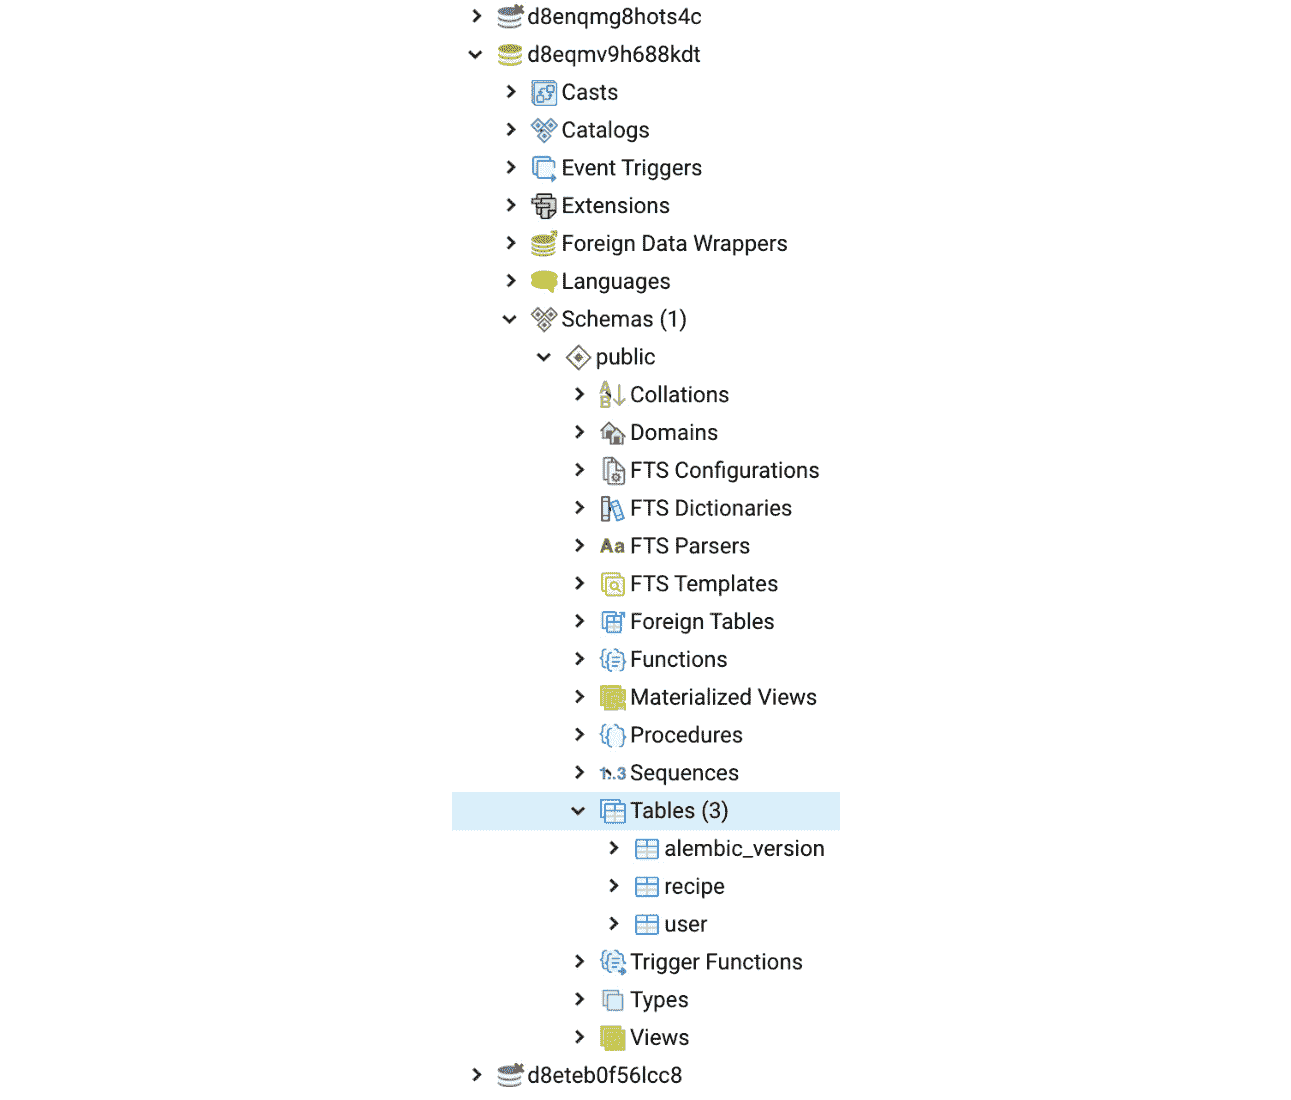 d8enqmg8hots4c
d8eqmv9h688kdt
Casts
Catalogs
Event Triggers
Extensions
Foreign Data Wrappers
Languages
Schemas (1)
public
Collations
Domains
FTS Configurations
FTS Dictionaries
Aa FTS Parsers
FTS Templates
Foreign Tables
Functions
Materialized Views
Procedures
1..3 Sequences
Tables (3)
alembic_version
recipe
user
Trigger Functions
Types
Views
d8eteb0f56lcc8